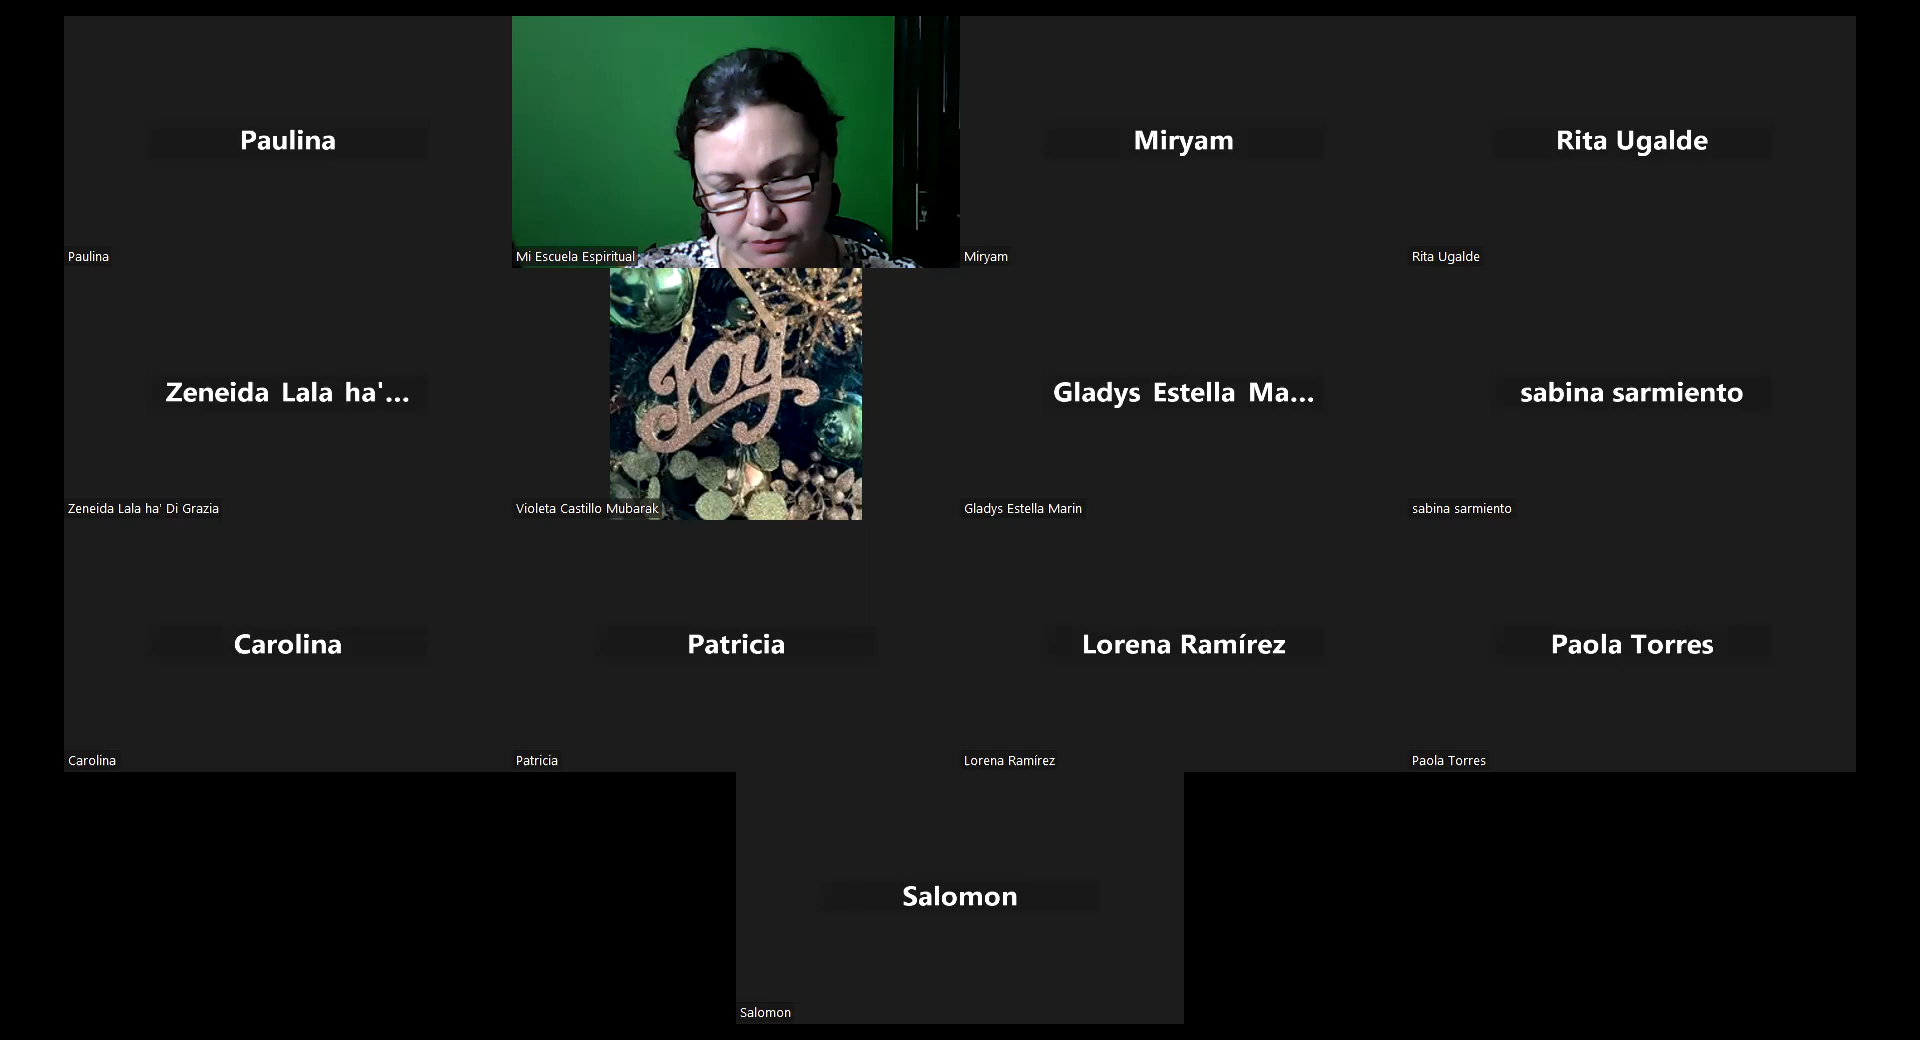 Paulina
Miryam
Rita Ugalde
Paulina
Mi Escuela Espiritual
Miryam
Rita Ugalde
Zeneida Lala ha'...
Joy
Gladys Estella Ma...
sabina sarmiento
Zeneida Lala ha' Di Grazia
Violeta Castillo Mubarak
Gladys Estella Marin
sabina sarmiento
Carolina
Patricia
Lorena Ramírez
Paola Torres
Carolina
Patricia
Lorena Ramírez
Paola Torres
Salomon
Salomon